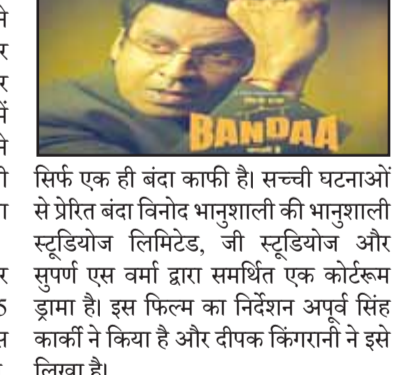 BANDAA
सिर्फ एक ही बंदा काफी है। सच्ची घटनाओं
से प्रेरित बंदा विनोद भानुशाली की भानुशाली
स्टूडियोज लिमिटेड, जी स्टूडियोज और
सुपर्ण एस वर्मा द्वारा समर्थित एक कोर्टरूम
ड्रामा है। इस फिल्म का निर्देशन अपूर्व सिंह
कार्की ने किया है और दीपक किंगरानी ने इसे
लिखा है।